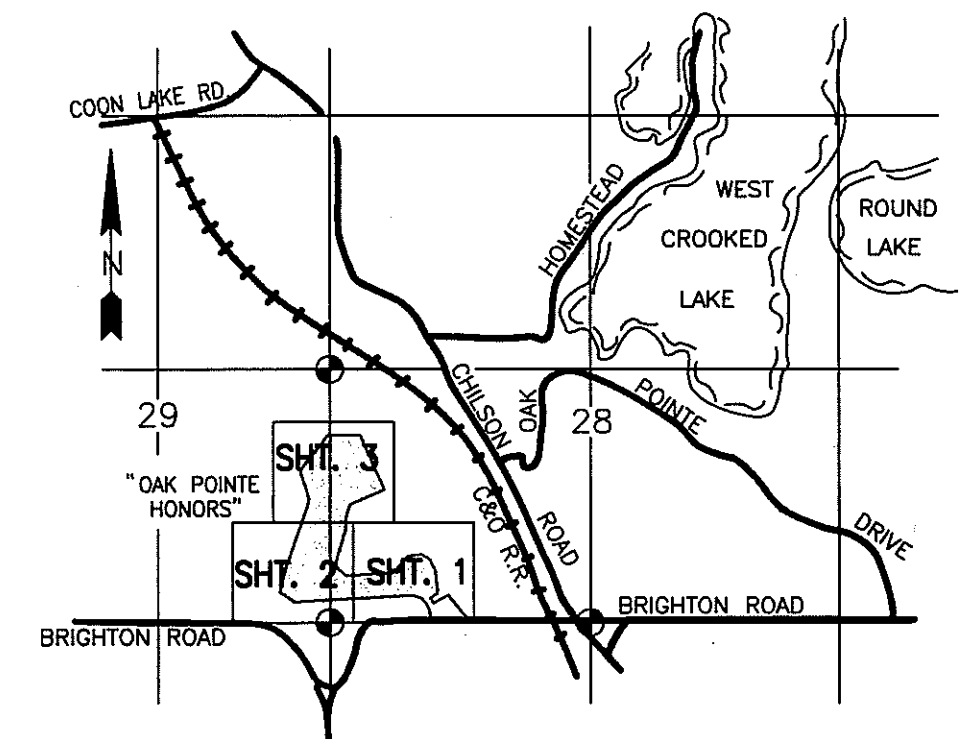 COON LAKE RD.
N
HOMESTEAD
WEST
CROOKED
LAKE
ROUND
LAKE
29
CHILSON
ROAD
OAK
POINTE
DRIVE
28
"OAK POINTE
HONORS"
SHT. 3
SHT. 2
SHT. 1
C&O R.R.
BRIGHTON ROAD
BRIGHTON ROAD